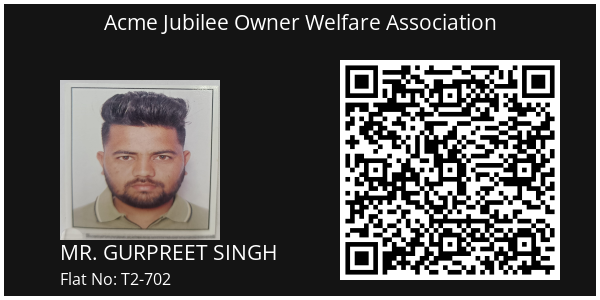 Acme Jubilee Owner Welfare Association
MR. GURPREET SINGH
Flat No: T2-702